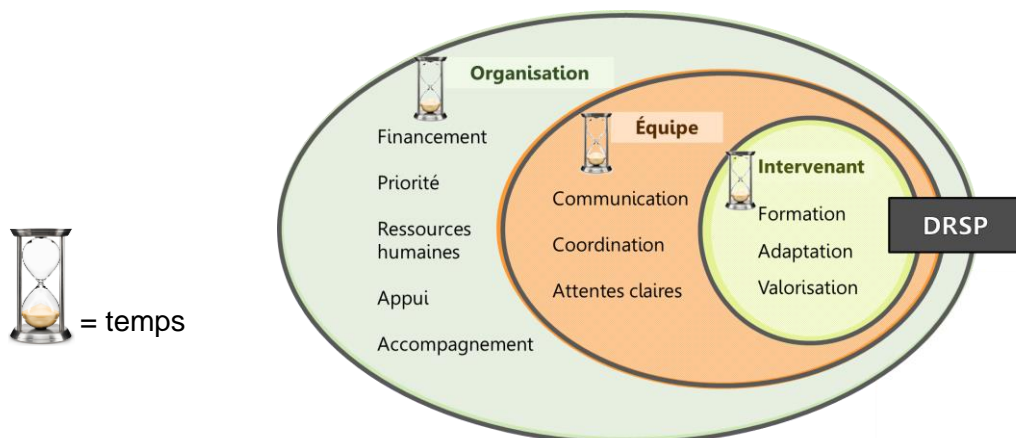 Organisation
Financement
Priorité
Ressources
humaines
Appui
Accompagnement
Équipe
Communication
Coordination
Attentes claires
Intervenant
Formation
Adaptation
Valorisation
DRSP
= temps